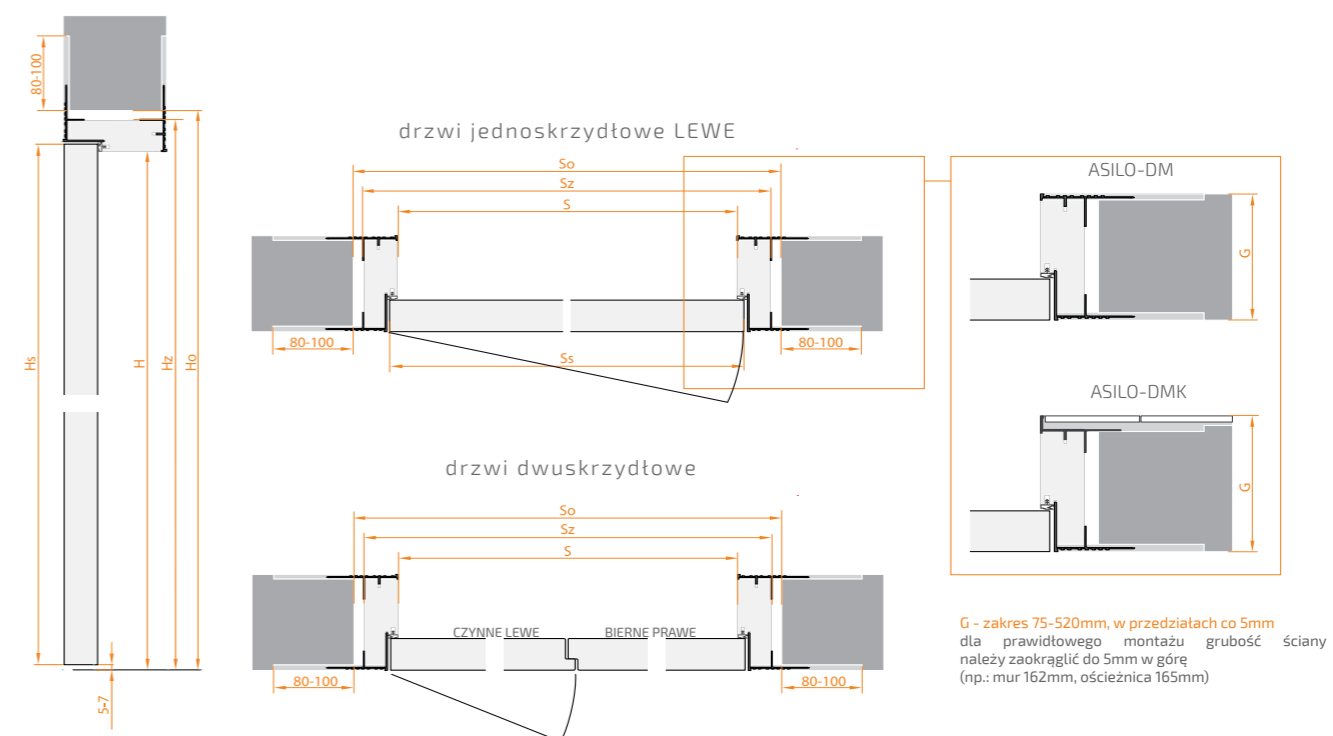 80-100
Hs
H
Hz
Ho
5-7
drzwi jednoskrzydłowe LEWE
So
Sz
S
80-100
Ss
80-100
drzwi dwuskrzydłowe
So
Sz
S
CZYNNE LEWE
BIERNE PRAWE
80-100
80-100
ASILO-DM
G
ASILO-DMK
G
G - zakres 75-520mm, w przedziałach co 5mm
dla prawidłowego montażu grubość ściany
należy zaokrąglić do 5mm w górę
(np.: mur 162mm, ościeżnica 165mm)